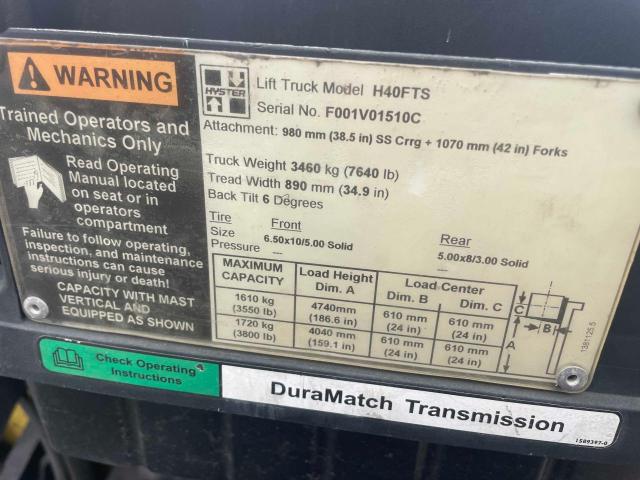 WARNING
Trained Operators and
Mechanics Only
Read Operating
Manual located
on seat or in
operators
compartment
Failure to follow operating,
inspection, and maintenance
instructions can cause
serious injury or death!
CAPACITY WITH MAST
VERTICAL AND
EQUIPPED AS SHOWN
HYSTER
Lift Truck Model H40FTS
Serial No. F001V01510C
Attachment: 980 mm (38.5 in) SS Crrg + 1070 mm (42 in) Forks
Truck Weight 3460 kg (7640 lb)
Tread Width 890 mm (34.9 in)
Back Tilt 6 Degrees
Tire Front Rear
Size 6.50x10/5.00 Solid 5.00x8/3.00 Solid
Pressure
MAXIMUM CAPACITY Load Height Dim. A Load Center Dim. B Dim. C
1610 kg (3550 lb) 4740mm (186.6 in) 610 mm (24 in) 610 mm (24 in)
1720 kg (3800 lb) 4040 mm (159.1 in) 610 mm (24 in) 610 mm (24 in)
C
B
A
1381125.5
Check Operating
Instructions
DuraMatch Transmission
1589397-0